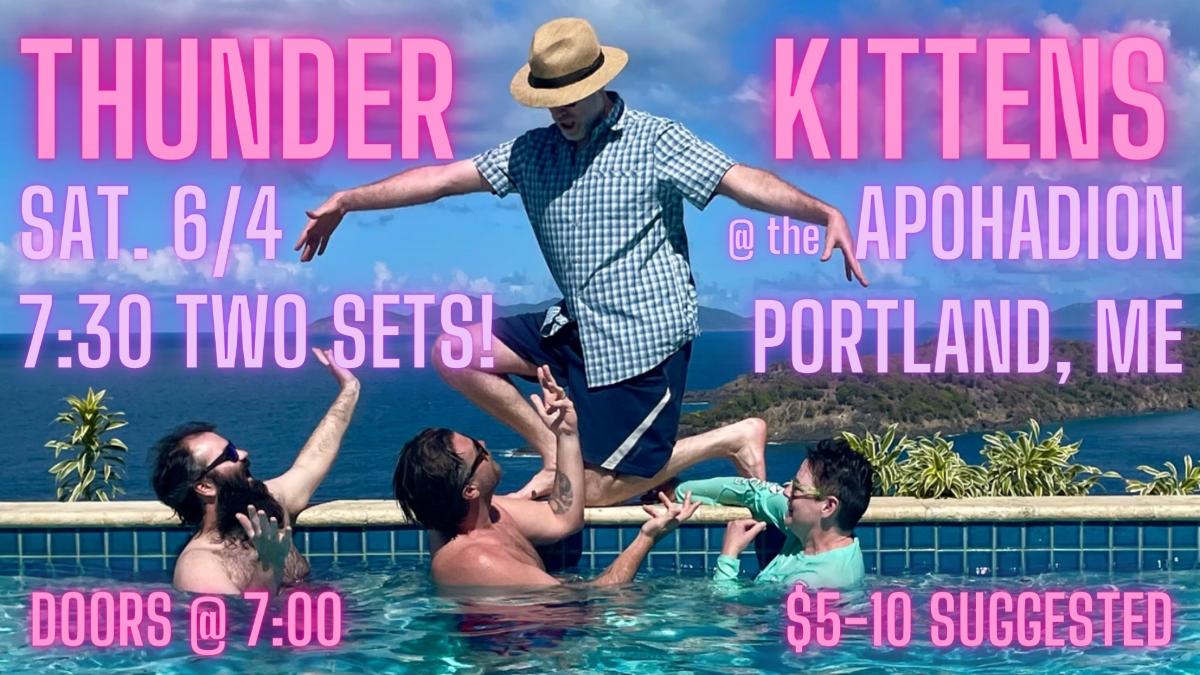 THUNDER KITTENS
SAT. 6/4 @ the APOHADION
7:30 TWO SETS! PORTLAND, ME
DOORS @ 7:00 $5-10 SUGGESTED